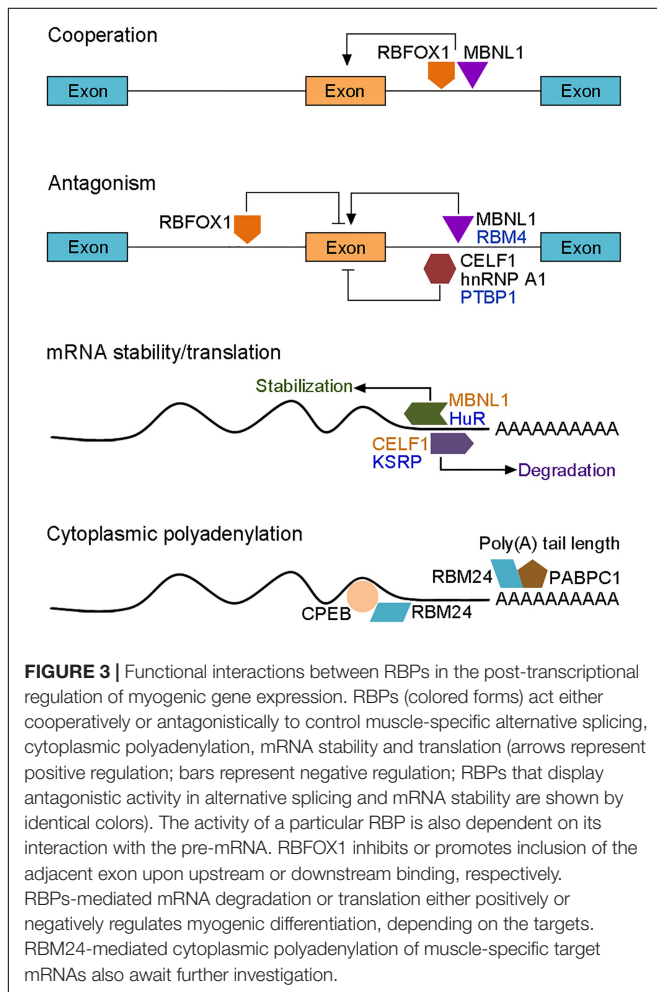 Cooperation
RBFOX1 MBNL1
Exon Exon Exon
Antagonism
RBFOX1
MBNL1
RBM4
Exon Exon Exon
CELF1
hnRNP A1
PTBP1
mRNA stability/translation
Stabilization
MBNL1
HuR
AAAAAAAAAA
CELF1
KSRP
Degradation
Cytoplasmic polyadenylation
Poly(A) tail length
RBM24 PABPC1
AAAAAAAAAA
CPEB RBM24
FIGURE 3 | Functional interactions between RBPs in the post-transcriptional
regulation of myogenic gene expression. RBPs (colored forms) act either
cooperatively or antagonistically to control muscle-specific alternative splicing,
cytoplasmic polyadenylation, mRNA stability and translation (arrows represent
positive regulation; bars represent negative regulation; RBPs that display
antagonistic activity in alternative splicing and mRNA stability are shown by
identical colors). The activity of a particular RBP is also dependent on its
interaction with the pre-mRNA. RBFOX1 inhibits or promotes inclusion of the
adjacent exon upon upstream or downstream binding, respectively.
RBPs-mediated mRNA degradation or translation either positively or
negatively regulates myogenic differentiation, depending on the targets.
RBM24-mediated cytoplasmic polyadenylation of muscle-specific target
mRNAs also await further investigation.